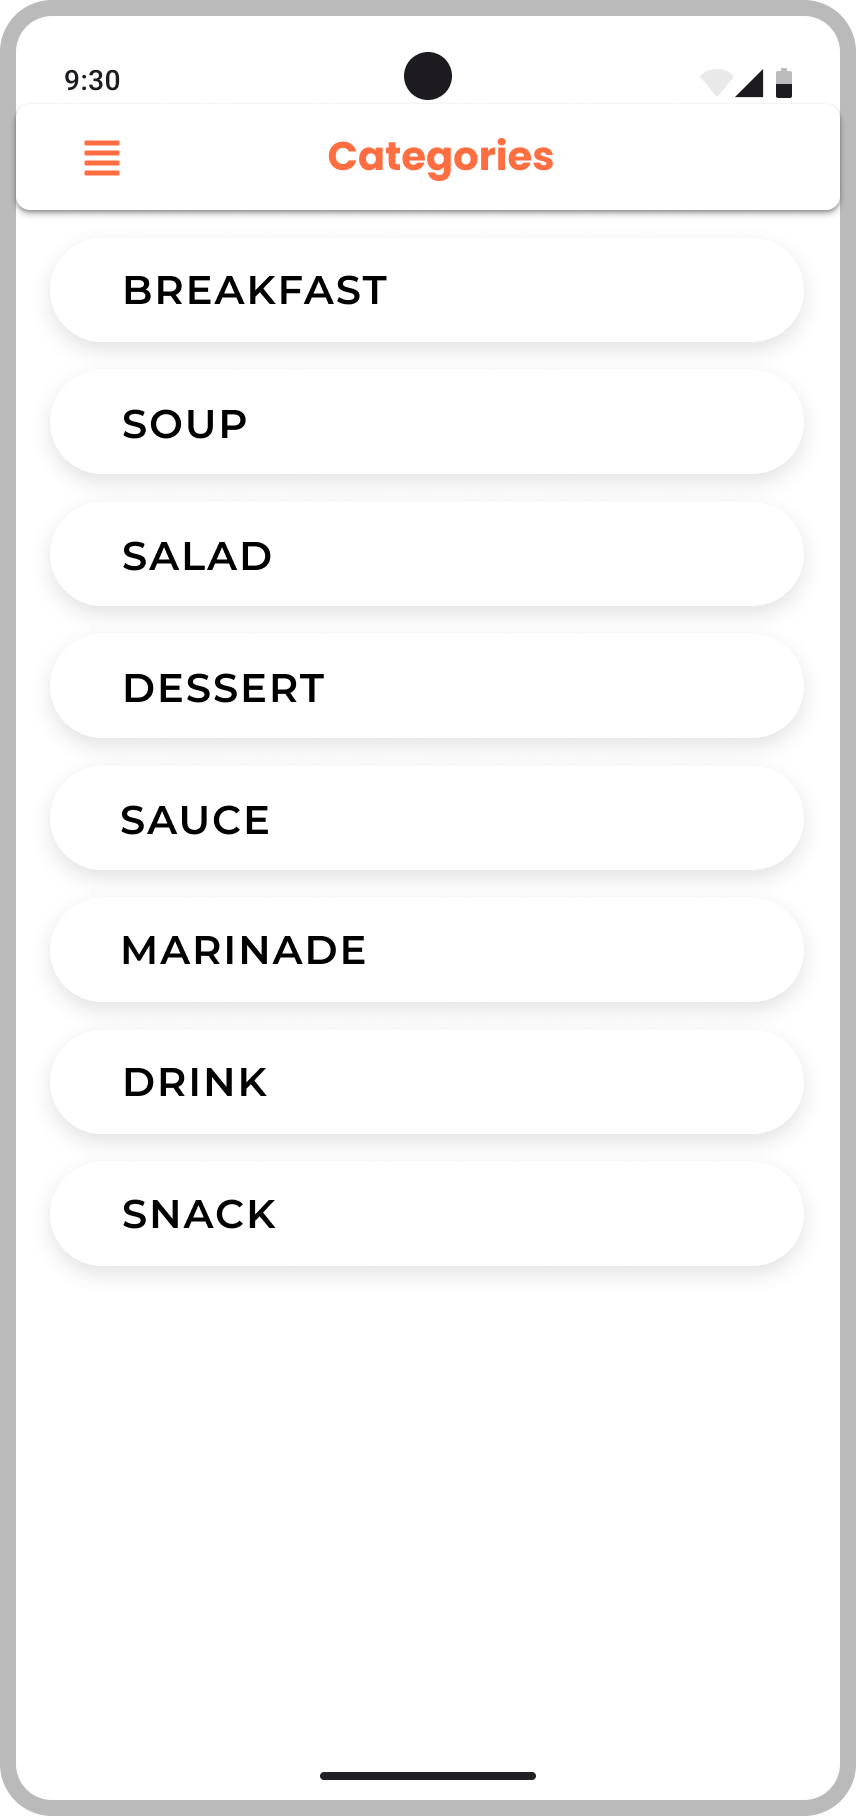 9:30
Categories
BREAKFAST
SOUP
SALAD
DESSERT
SAUCE
MARINADE
DRINK
SNACK